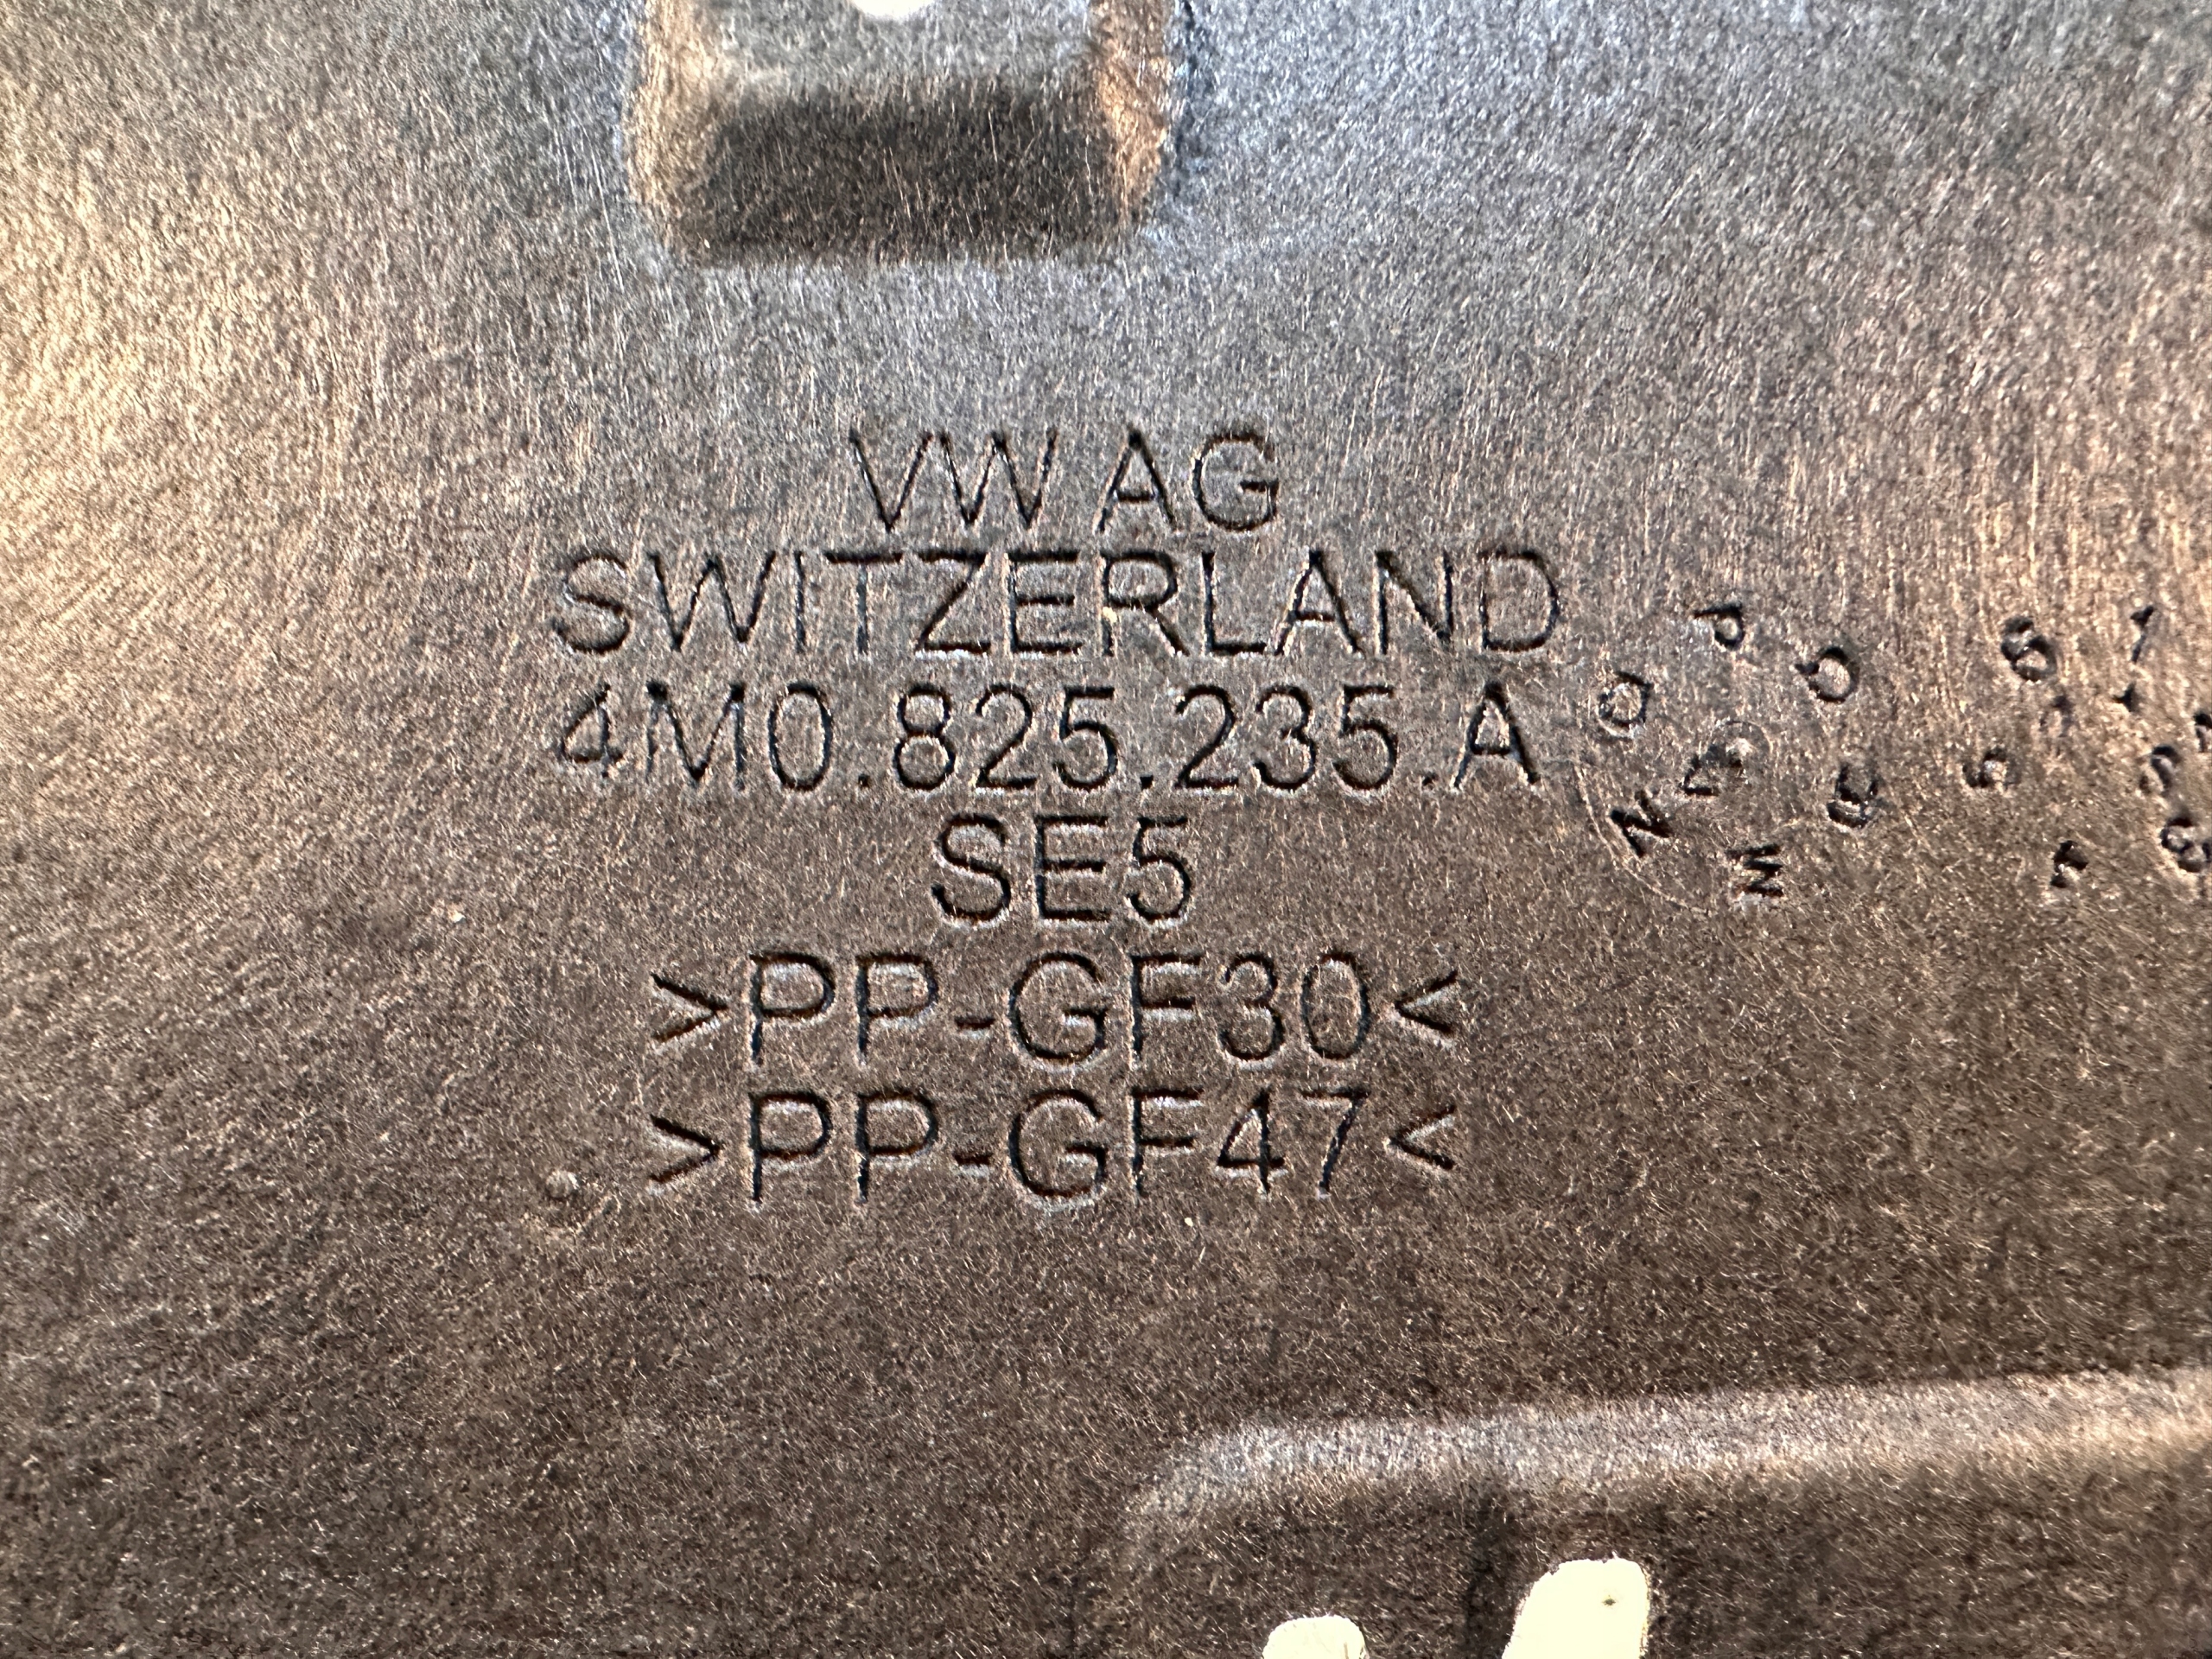 VW AG
SWITZERLAND
4M0.825.235.A
SE5
>PP-GF30<
>PP-GF47<